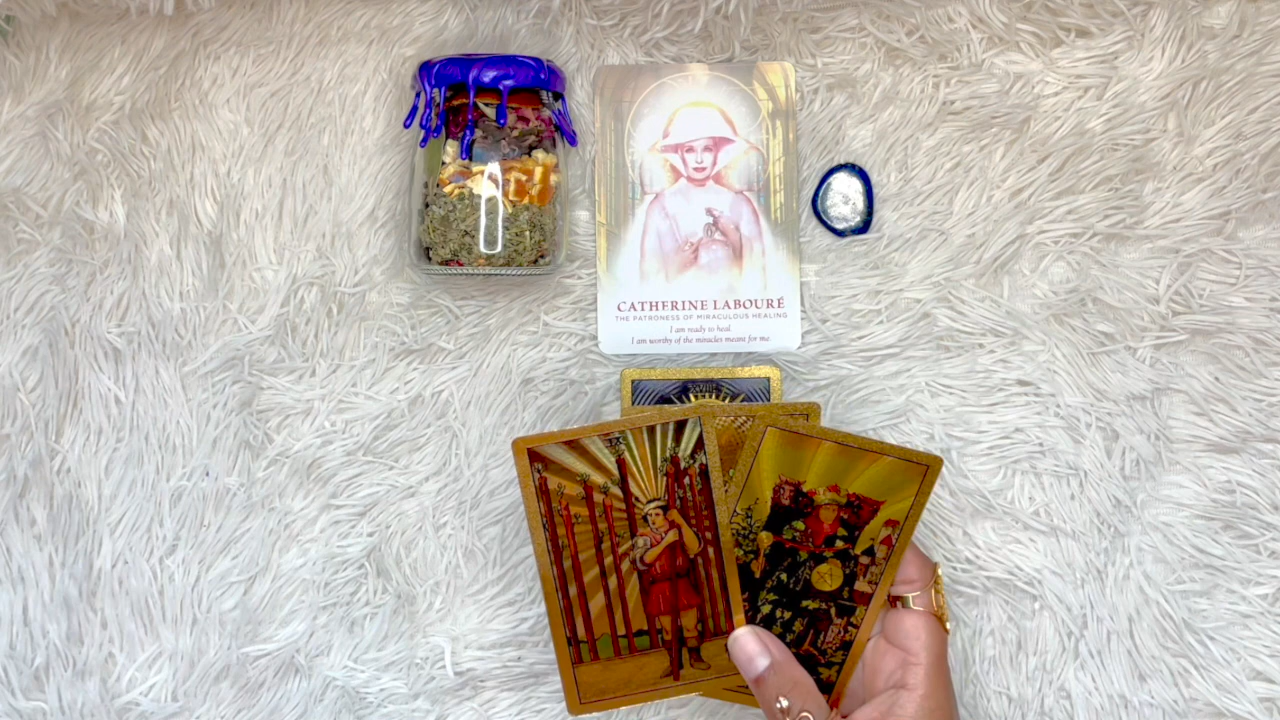 CATHERINE LABOURÉ
THE PATRONESS OF MIRACULOUS HEALING
I am ready to heal.
I am worthy of the miracles meant for me.
IX